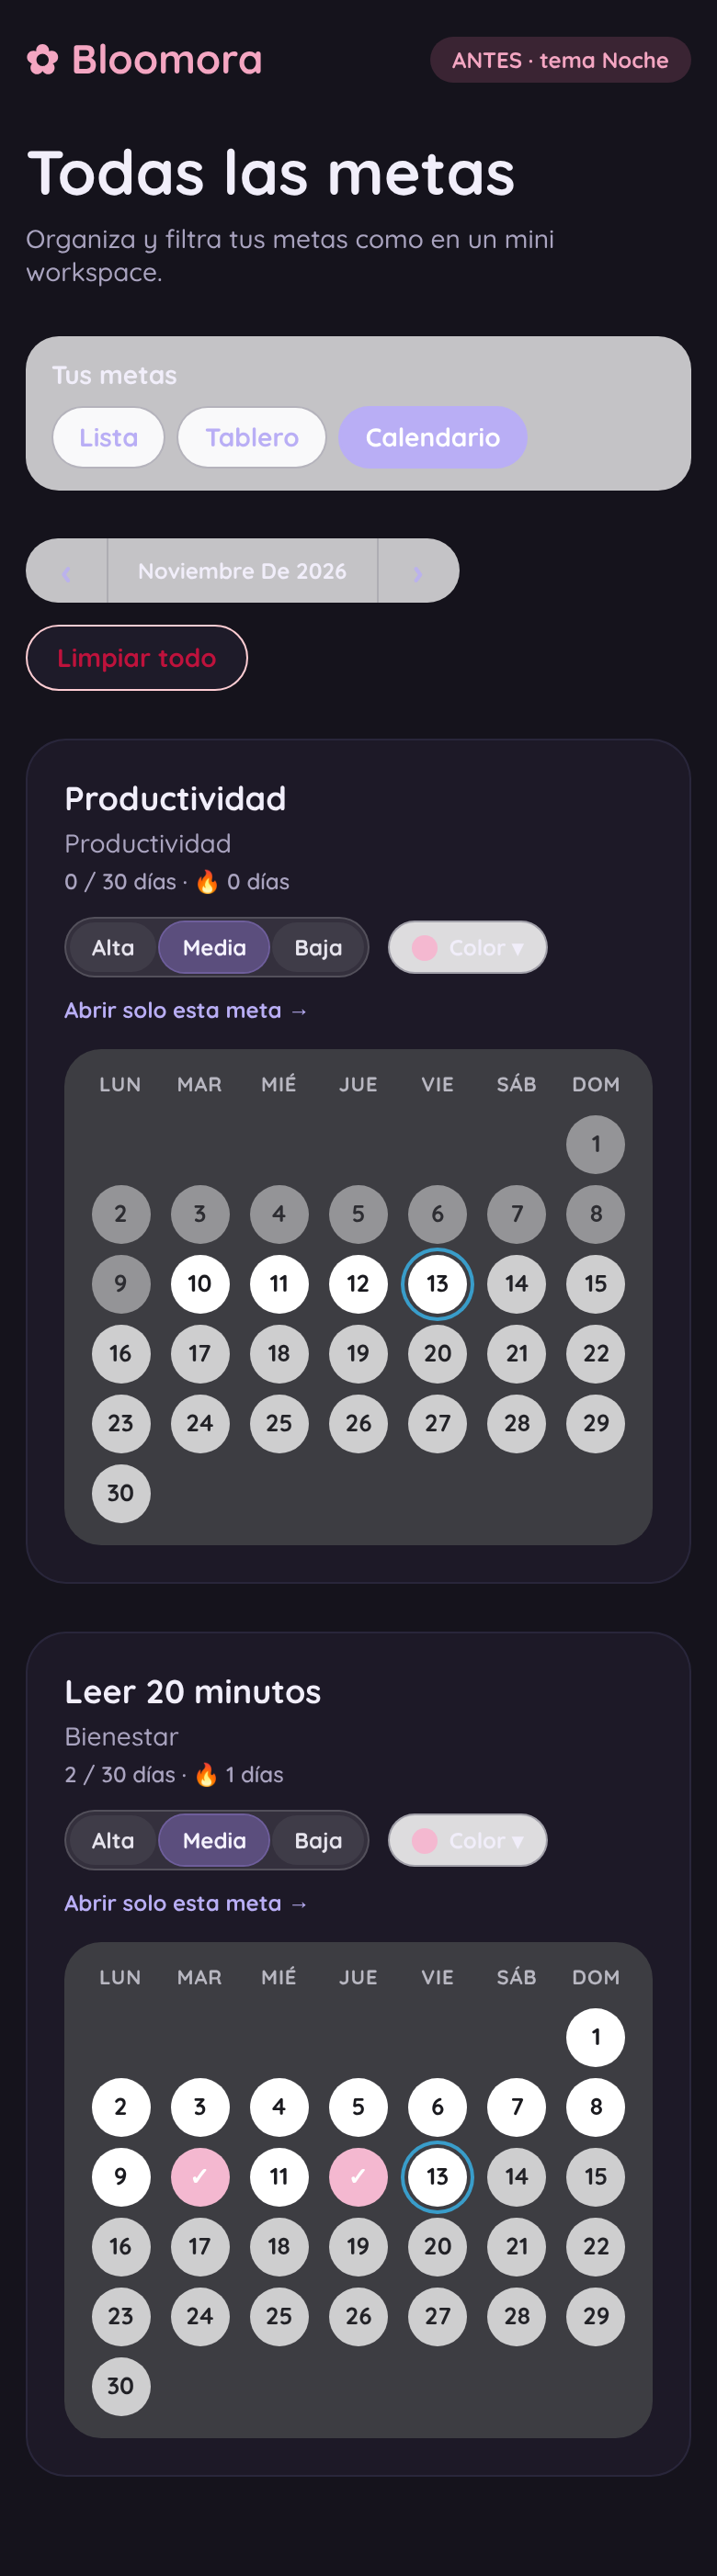 ✿ Bloomora
ANTES · tema Noche
Todas las metas
Organiza y filtra tus metas como en un mini
workspace.
Tus metas
Lista Tablero Calendario
‹ Noviembre De 2026 ›
Limpiar todo
Productividad
Productividad
0 / 30 días · 🔥 0 días
Alta Media Baja Color ▾
Abrir solo esta meta →
LUN MAR MIÉ JUE VIE SÁB DOM
1
2 3 4 5 6 7 8
9 10 11 12 13 14 15
16 17 18 19 20 21 22
23 24 25 26 27 28 29
30
Leer 20 minutos
Bienestar
2 / 30 días · 🔥 1 días
Alta Media Baja Color ▾
Abrir solo esta meta →
LUN MAR MIÉ JUE VIE SÁB DOM
1
2 3 4 5 6 7 8
9 ✓ 11 ✓ 13 14 15
16 17 18 19 20 21 22
23 24 25 26 27 28 29
30